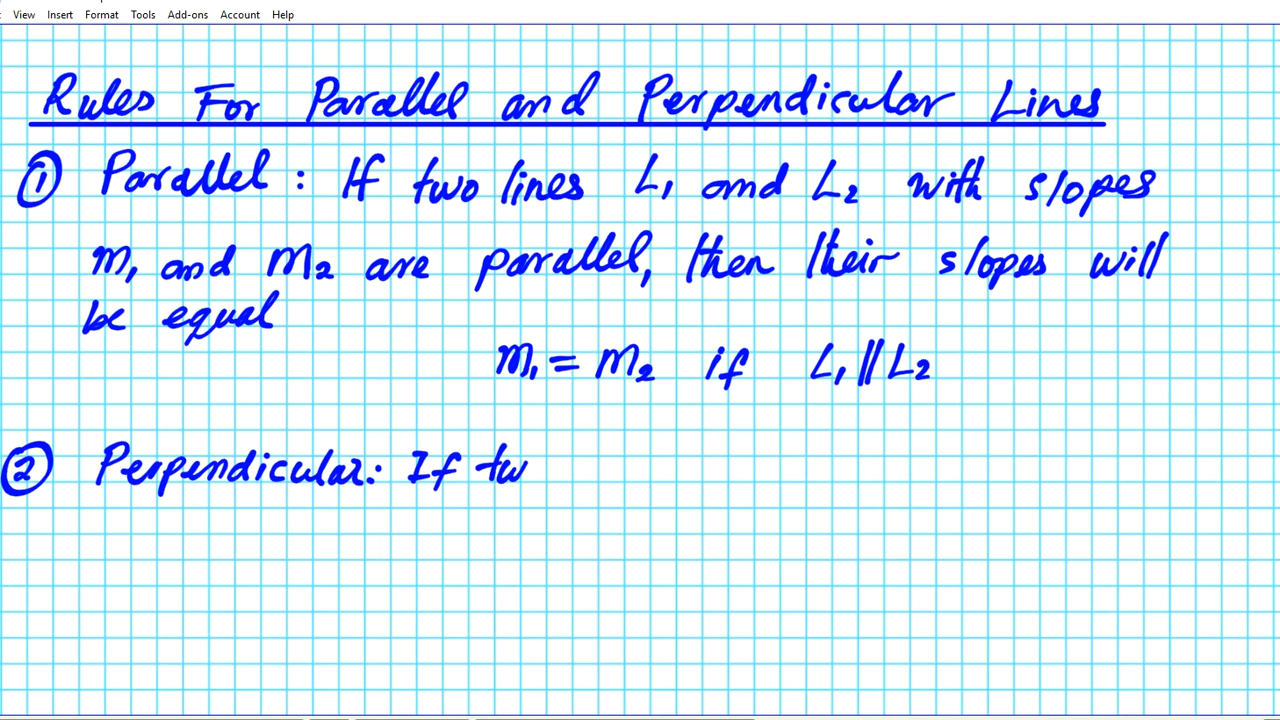 View Insert Format Tools Add-ons Account Help
Rules For Parallel and Perpendicular Lines
① Parallel: If two lines L₁ and L₂ with slopes
m₁ and m₂ are parallel, then their slopes will
be equal
m₁ = m₂ if L₁ || L₂
② Perpendicular: If tw